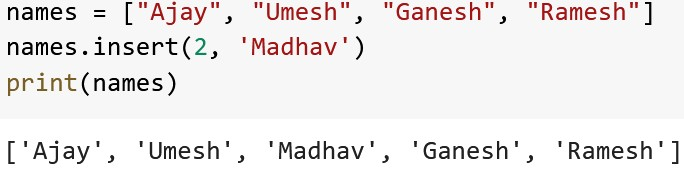 names = ["Ajay", "Umesh", "Ganesh", "Ramesh"]
names.insert(2, 'Madhav')
print(names)
['Ajay', 'Umesh', 'Madhav', 'Ganesh', 'Ramesh']